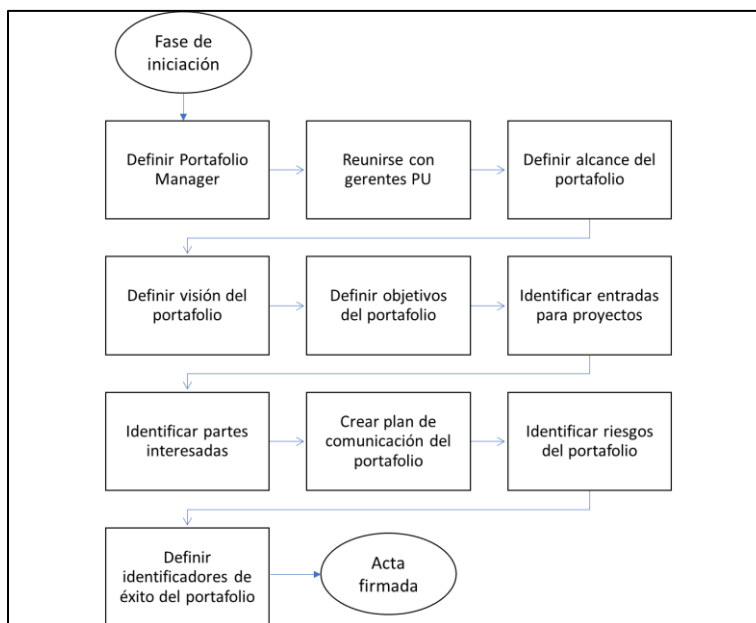 Fase de
iniciación
Definir Portafolio
Manager
Reunirse con
gerentes PU
Definir alcance del
portafolio
Definir visión del
portafolio
Definir objetivos
del portafolio
Identificar entradas
para proyectos
Identificar partes
interesadas
Crear plan de
comunicación del
portafolio
Identificar riesgos
del portafolio
Definir
identificadores de
éxito del portafolio
Acta
firmada